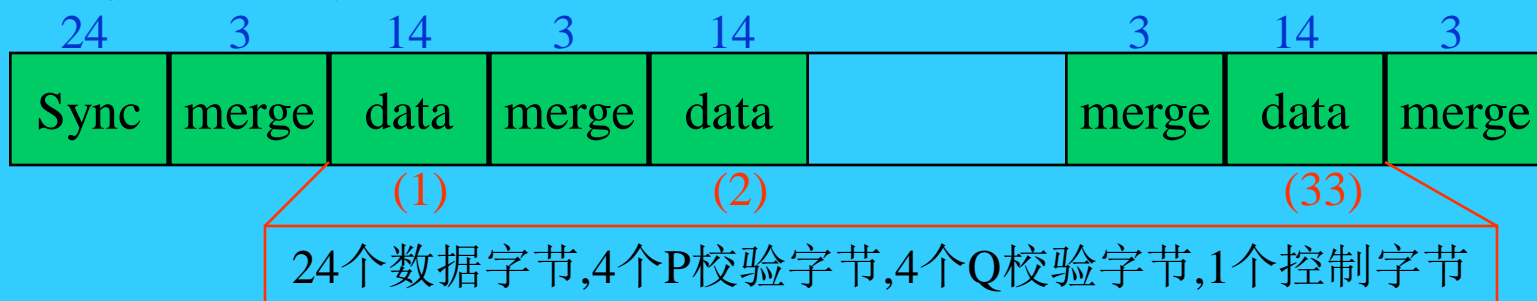 24 3 14 3 14 3 14 3
Sync merge data merge data merge data merge
(1) (2) (33)
24个数据字节,4个P校验字节,4个Q校验字节,1个控制字节